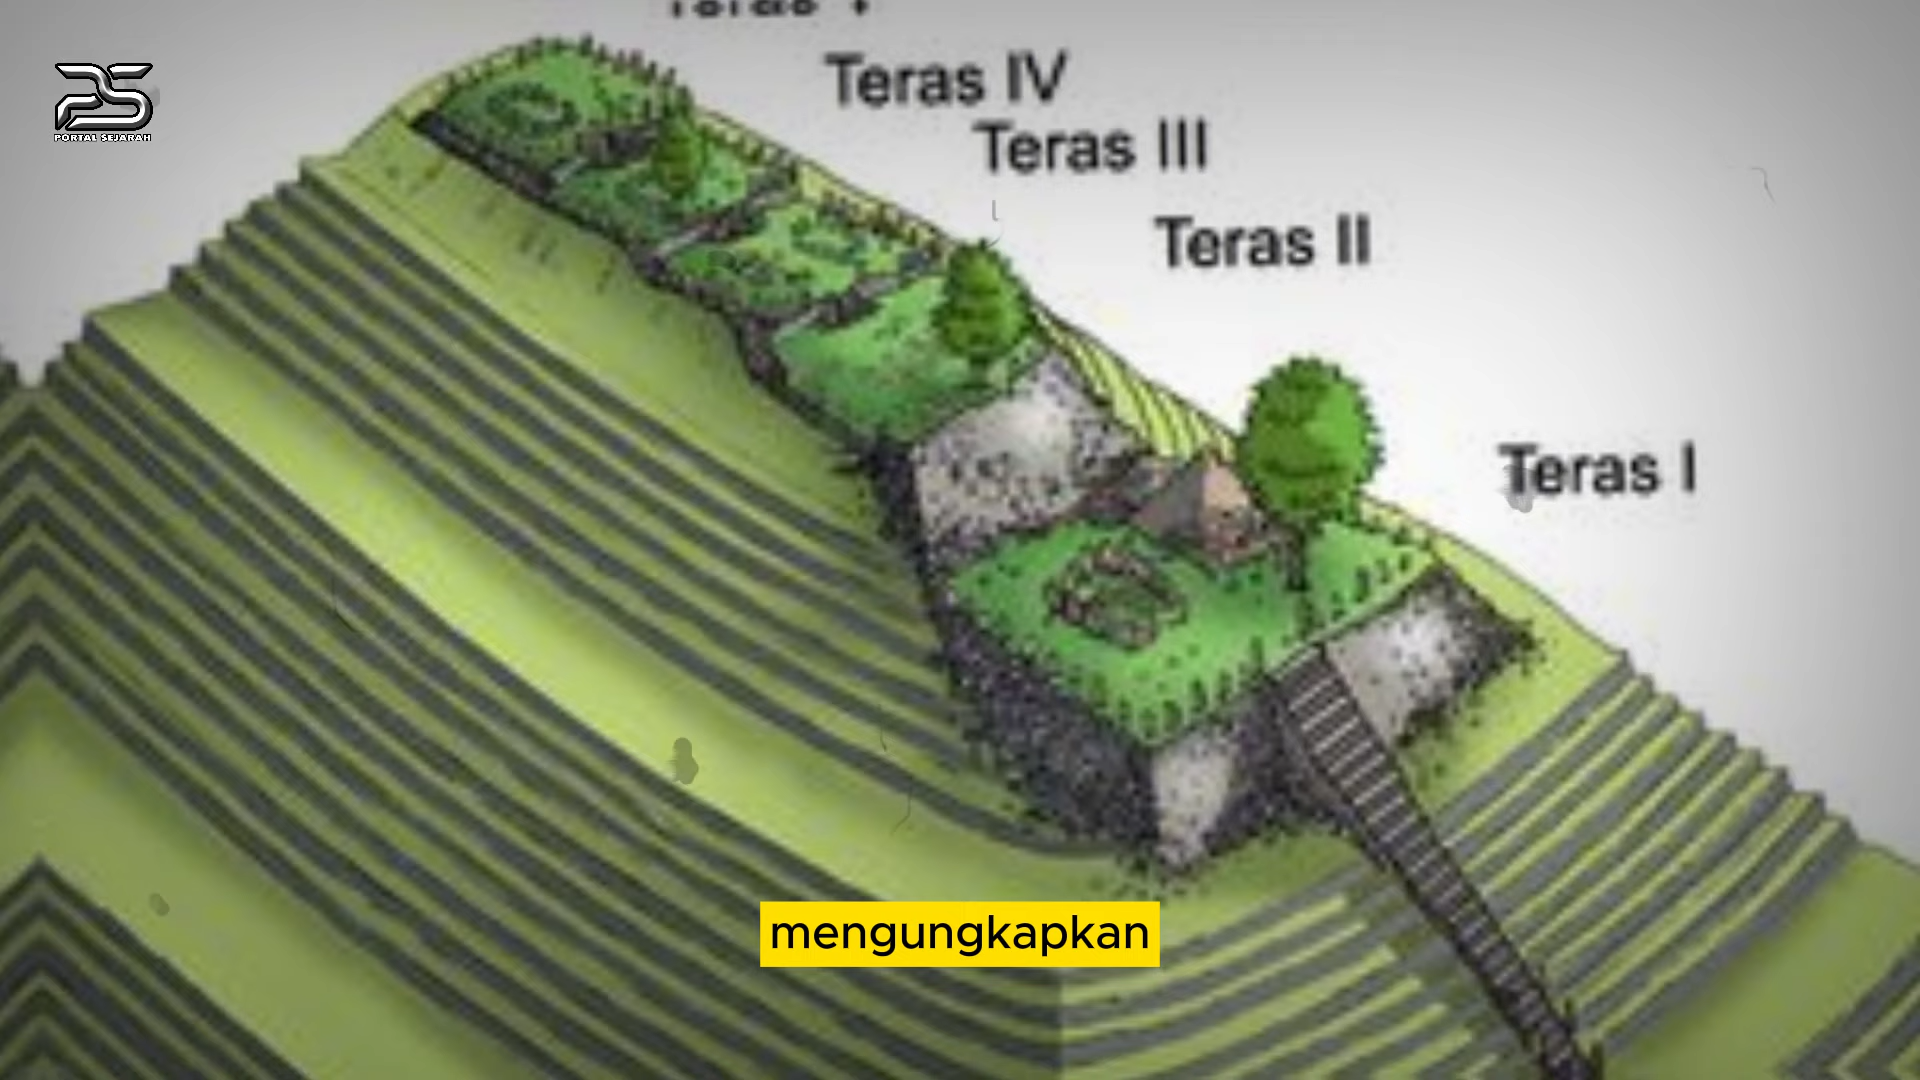 PORTAL SEJARAH
Teras IV
Teras III
Teras II
Teras I
mengungkapkan